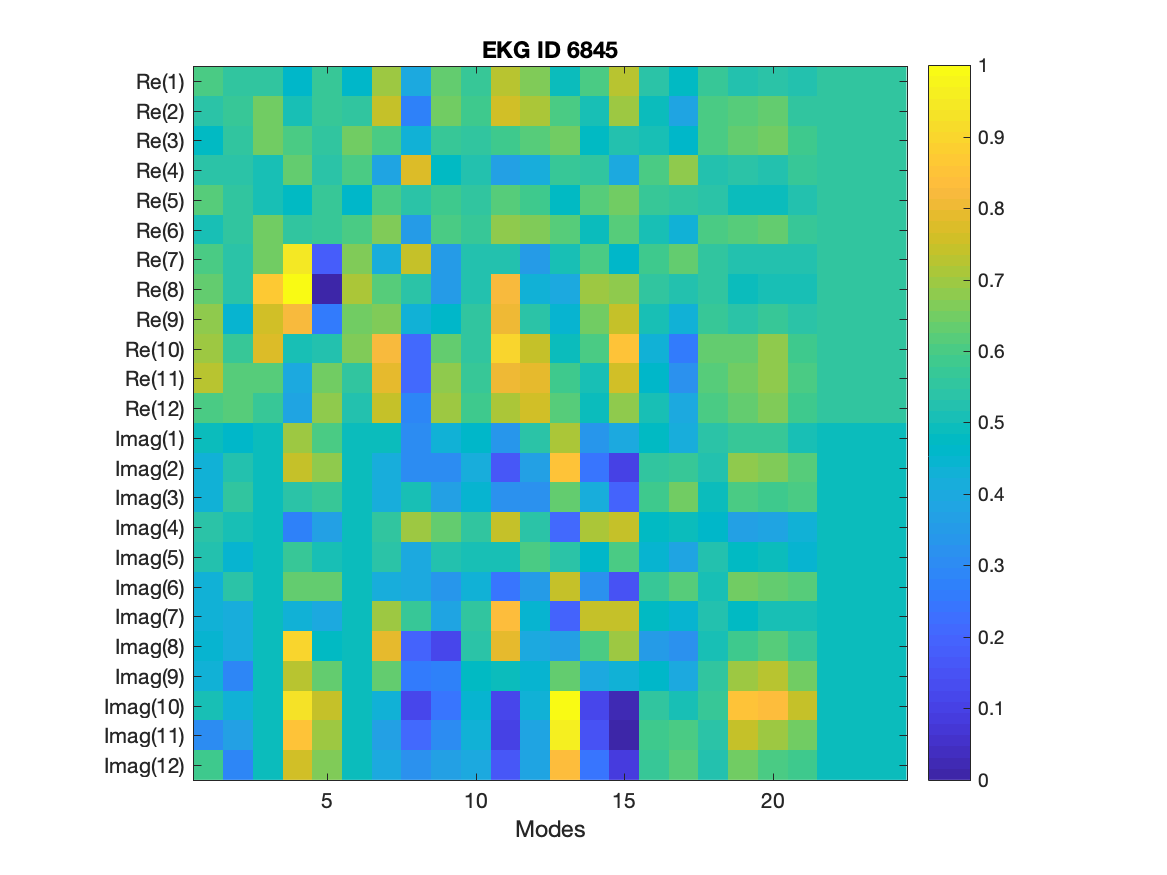 EKG ID 6845
Re(1)
Re(2)
Re(3)
Re(4)
Re(5)
Re(6)
Re(7)
Re(8)
Re(9)
Re(10)
Re(11)
Re(12)
Imag(1)
Imag(2)
Imag(3)
Imag(4)
Imag(5)
Imag(6)
Imag(7)
Imag(8)
Imag(9)
Imag(10)
Imag(11)
Imag(12)
5 10 15 20
Modes
1
0.9
0.8
0.7
0.6
0.5
0.4
0.3
0.2
0.1
0